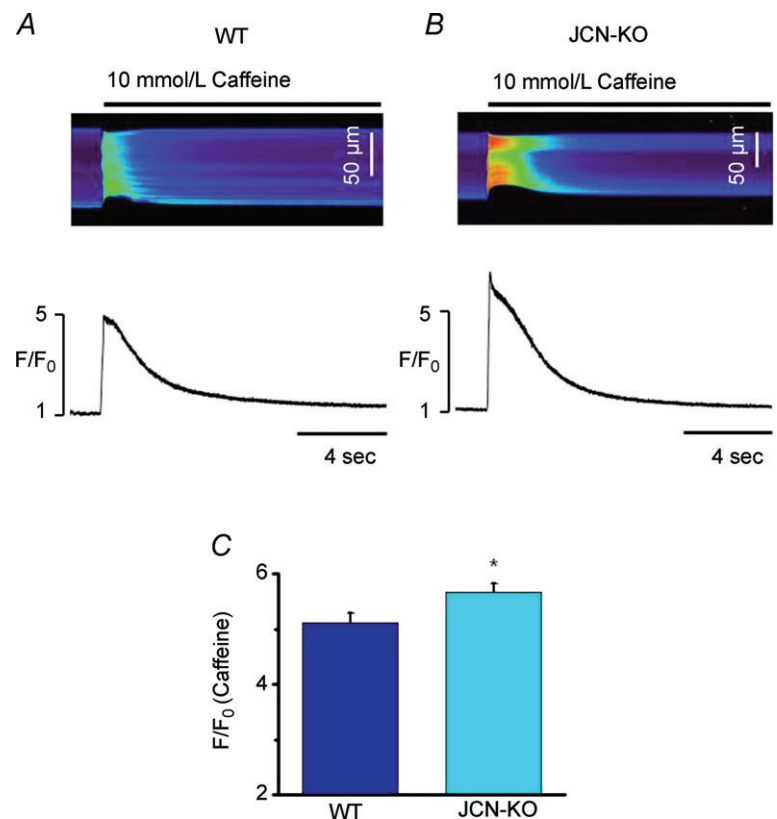 A
WT
10 mmol/L Caffeine
50 µm
5
F/F0
1
4 sec
B
JCN-KO
10 mmol/L Caffeine
50 µm
5
F/F0
1
4 sec
C
*
6
4
2
F/F0 (Caffeine)
WT
JCN-KO